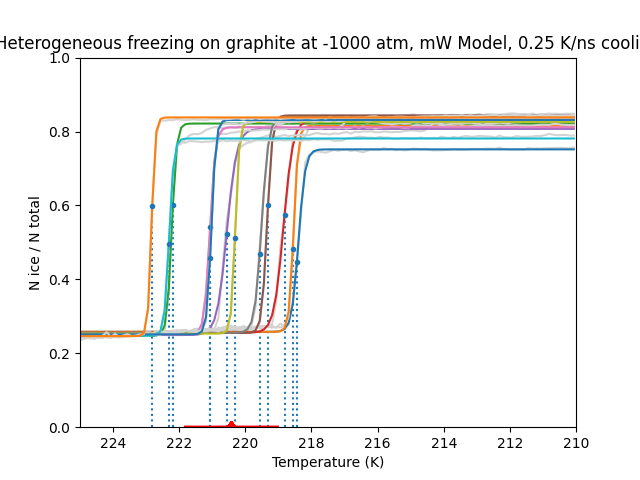 Heterogeneous freezing on graphite at -1000 atm, mW Model, 0.25 K/ns cooli
1.0
0.8
0.6
0.4
0.2
0.0
N ice / N total
224 222 220 218 216 214 212 210
Temperature (K)